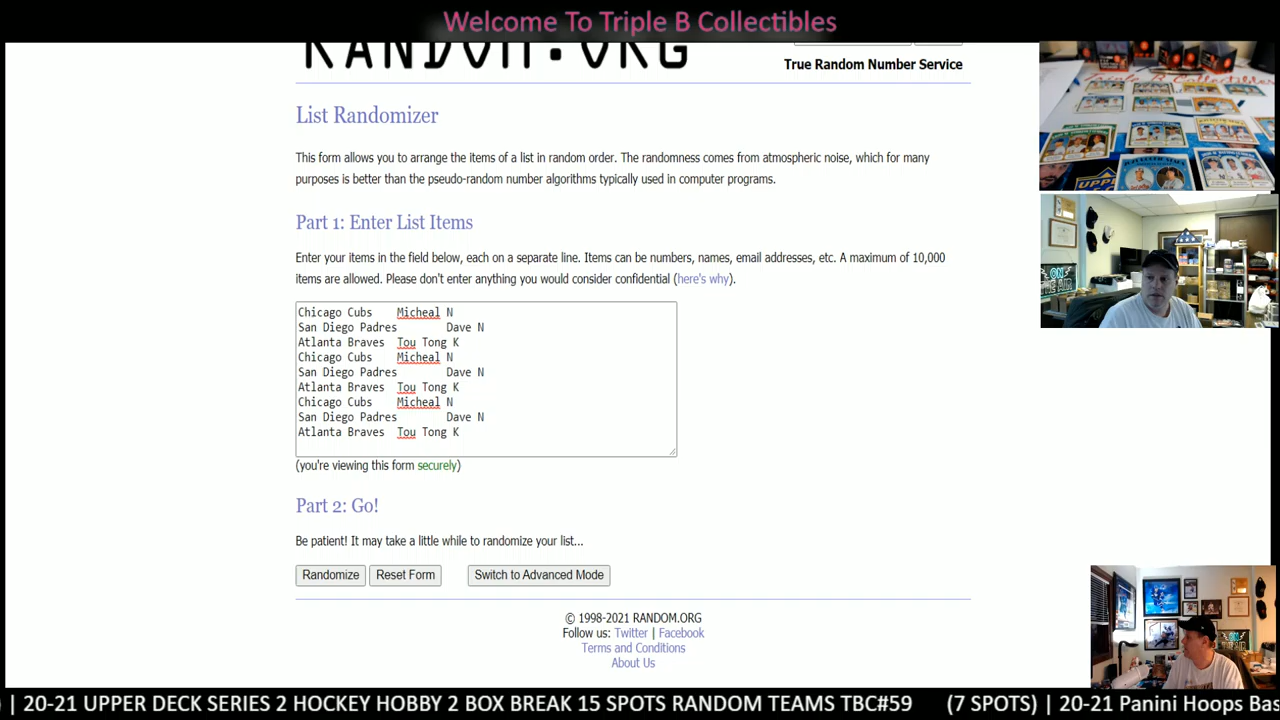 Welcome To Triple B Collectibles
RANDOM.ORG
True Random Number Service
List Randomizer
This form allows you to arrange the items of a list in random order. The randomness comes from atmospheric noise, which for many
purposes is better than the pseudo-random number algorithms typically used in computer programs.
Part 1: Enter List Items
Enter your items in the field below, each on a separate line. Items can be numbers, names, email addresses, etc. A maximum of 10,000
items are allowed. Please don't enter anything you would consider confidential (here's why).
Chicago Cubs Micheal N
San Diego Padres Dave N
Atlanta Braves Tou Tong K
Chicago Cubs Micheal N
San Diego Padres Dave N
Atlanta Braves Tou Tong K
Chicago Cubs Micheal N
San Diego Padres Dave N
Atlanta Braves Tou Tong K
(you're viewing this form securely)
Part 2: Go!
Be patient! It may take a little while to randomize your list...
Randomize Reset Form Switch to Advanced Mode
© 1998-2021 RANDOM.ORG
Follow us: Twitter | Facebook
Terms and Conditions
About Us
Triple B Collectibles
UPPER
ON THE AIR
) | 20-21 UPPER DECK SERIES 2 HOCKEY HOBBY 2 BOX BREAK 15 SPOTS RANDOM TEAMS TBC#59 (7 SPOTS) | 20-21 Panini Hoops Bas